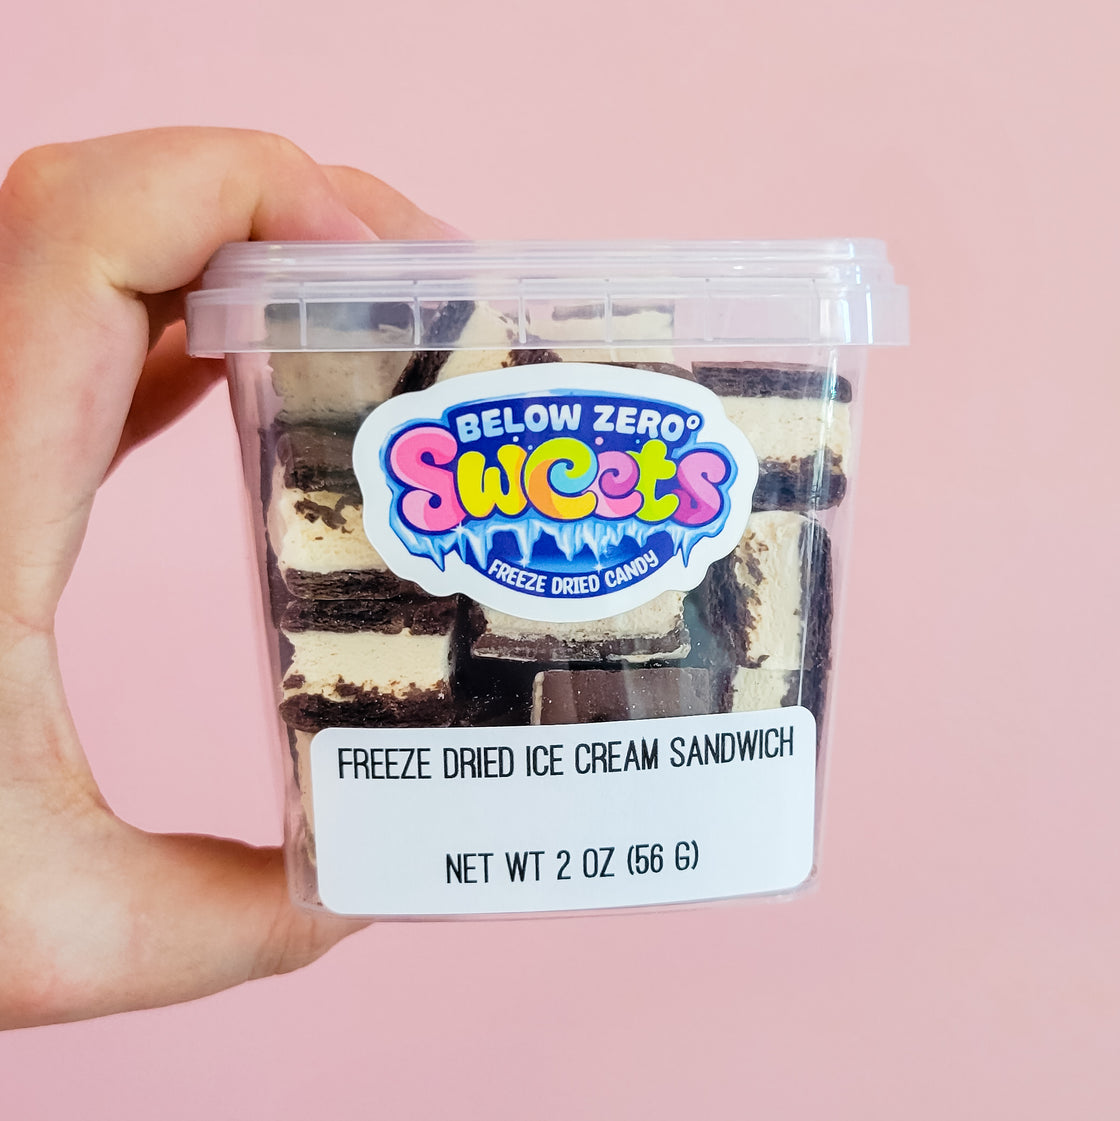 BELOW ZERO°
Sweets
FREEZE DRIED CANDY
FREEZE DRIED ICE CREAM SANDWICH
NET WT 2 OZ (56 G)